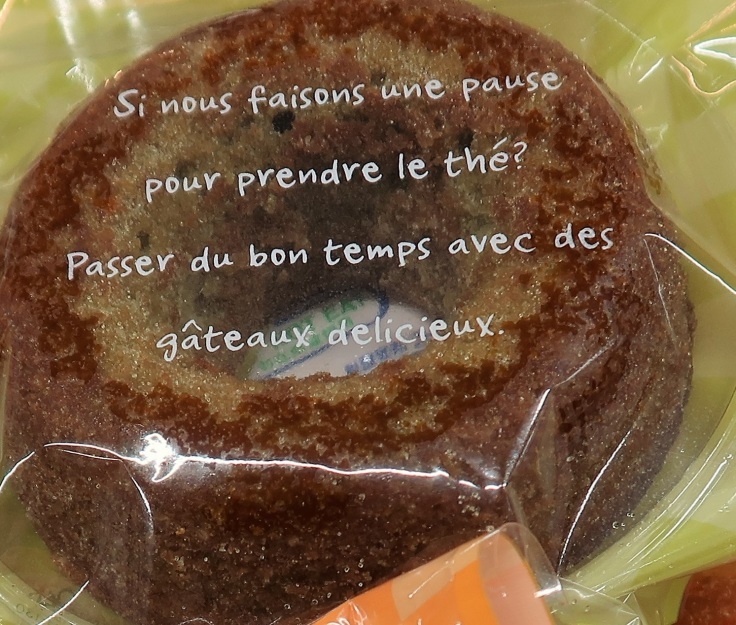 Si nous faisons une pause
pour prendre le thé?
Passer du bon temps avec des
gâteaux delicieux.